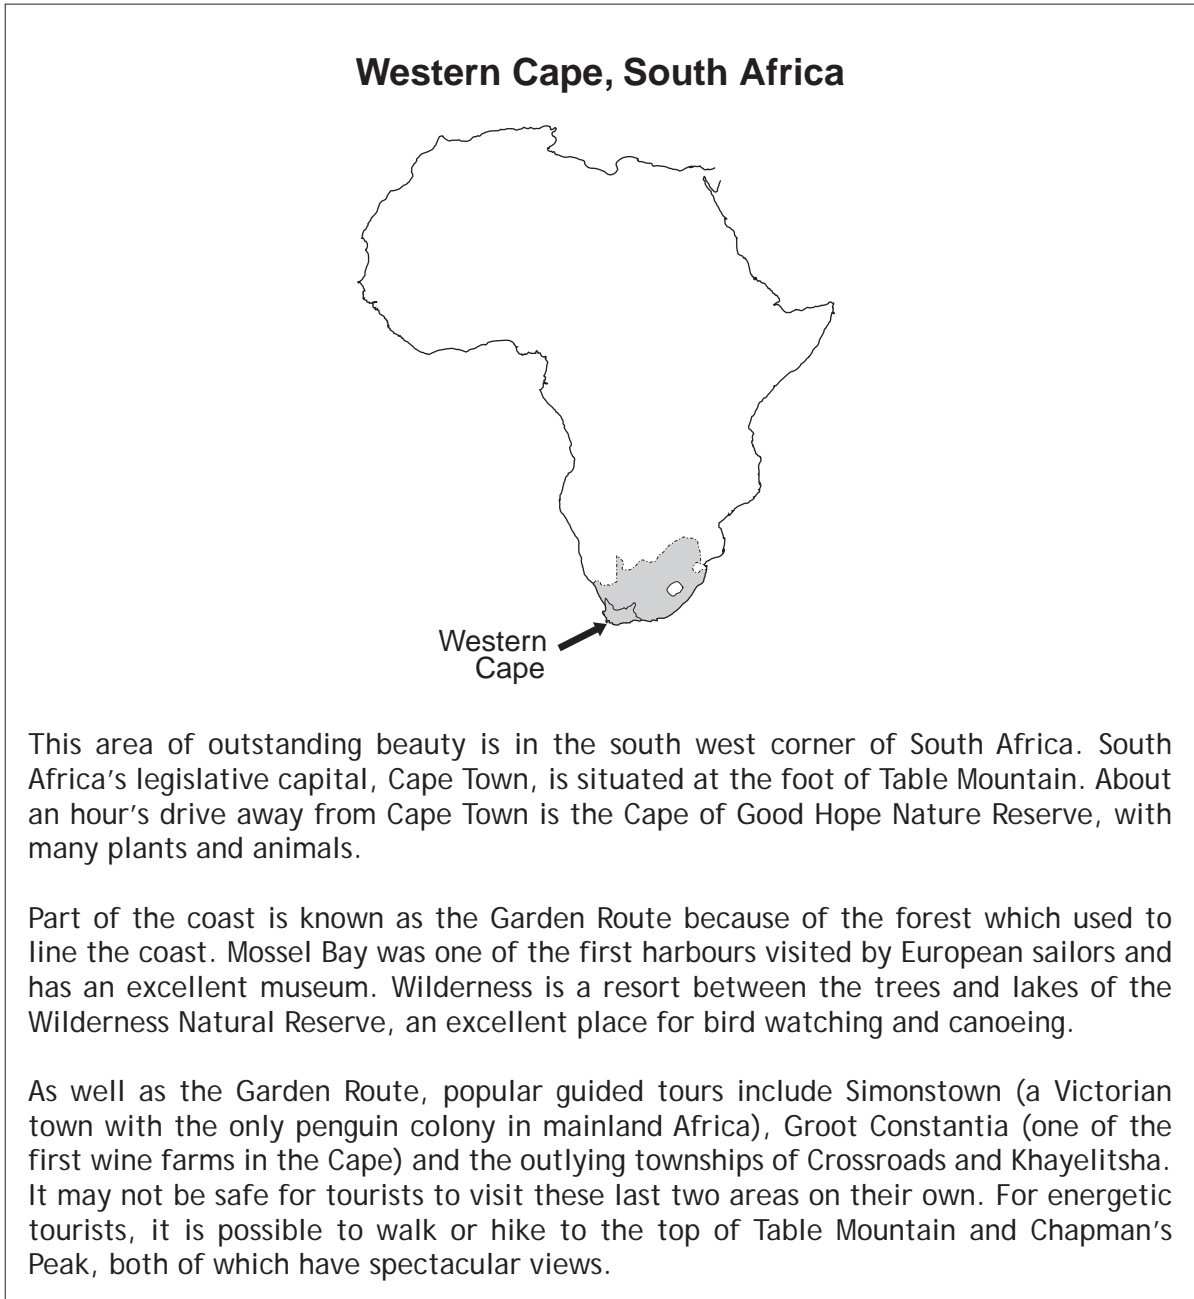 Western Cape, South Africa
Western
Cape
This area of outstanding beauty is in the south west corner of South Africa. South
Africa's legislative capital, Cape Town, is situated at the foot of Table Mountain. About
an hour's drive away from Cape Town is the Cape of Good Hope Nature Reserve, with
many plants and animals.
Part of the coast is known as the Garden Route because of the forest which used to
line the coast. Mossel Bay was one of the first harbours visited by European sailors and
has an excellent museum. Wilderness is a resort between the trees and lakes of the
Wilderness Natural Reserve, an excellent place for bird watching and canoeing.
As well as the Garden Route, popular guided tours include Simonstown (a Victorian
town with the only penguin colony in mainland Africa), Groot Constantia (one of the
first wine farms in the Cape) and the outlying townships of Crossroads and Khayelitsha.
It may not be safe for tourists to visit these last two areas on their own. For energetic
tourists, it is possible to walk or hike to the top of Table Mountain and Chapman's
Peak, both of which have spectacular views.